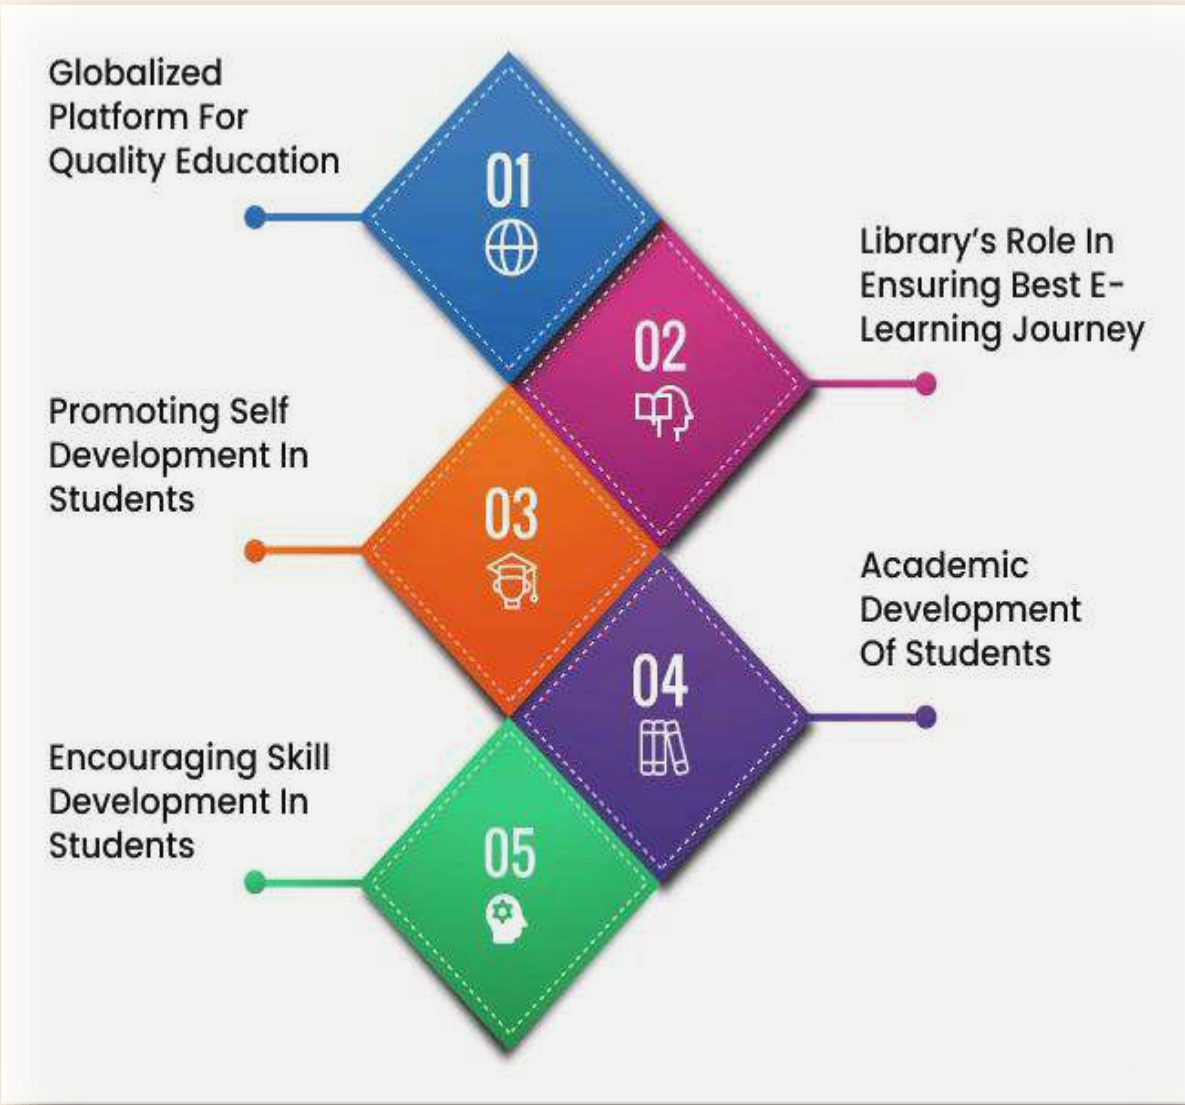 Globalized
Platform For
Quality Education
01
Library's Role In
Ensuring Best E-
Learning Journey
02
Promoting Self
Development In
Students
03
Academic
Development
Of Students
04
Encouraging Skill
Development In
Students
05